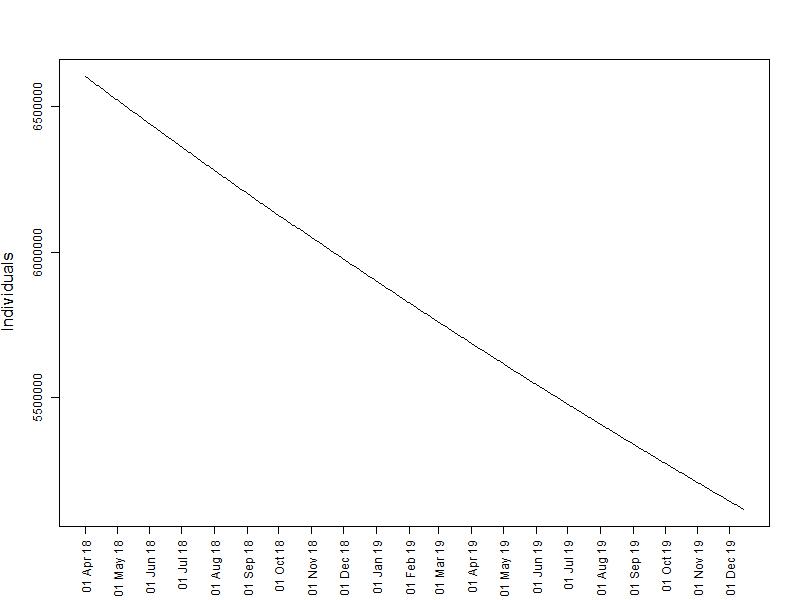 Individuals
6500000
6000000
5500000
01 Apr 18
01 May 18
01 Jun 18
01 Jul 18
01 Aug 18
01 Sep 18
01 Oct 18
01 Nov 18
01 Dec 18
01 Jan 19
01 Feb 19
01 Mar 19
01 Apr 19
01 May 19
01 Jun 19
01 Jul 19
01 Aug 19
01 Sep 19
01 Oct 19
01 Nov 19
01 Dec 19